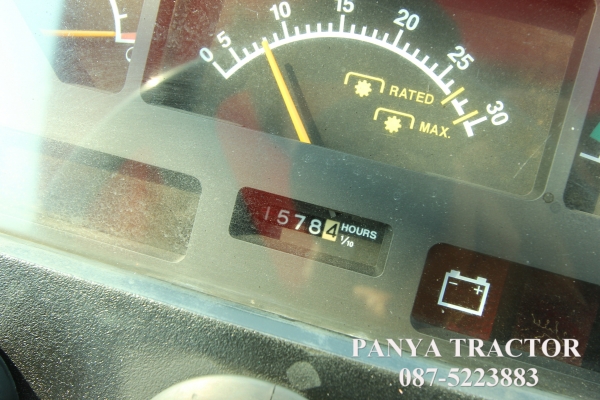 0 5 10 15 20 25 30
RATED
MAX.
15784 HOURS
1/10
- +
PANYA TRACTOR
087-5223883